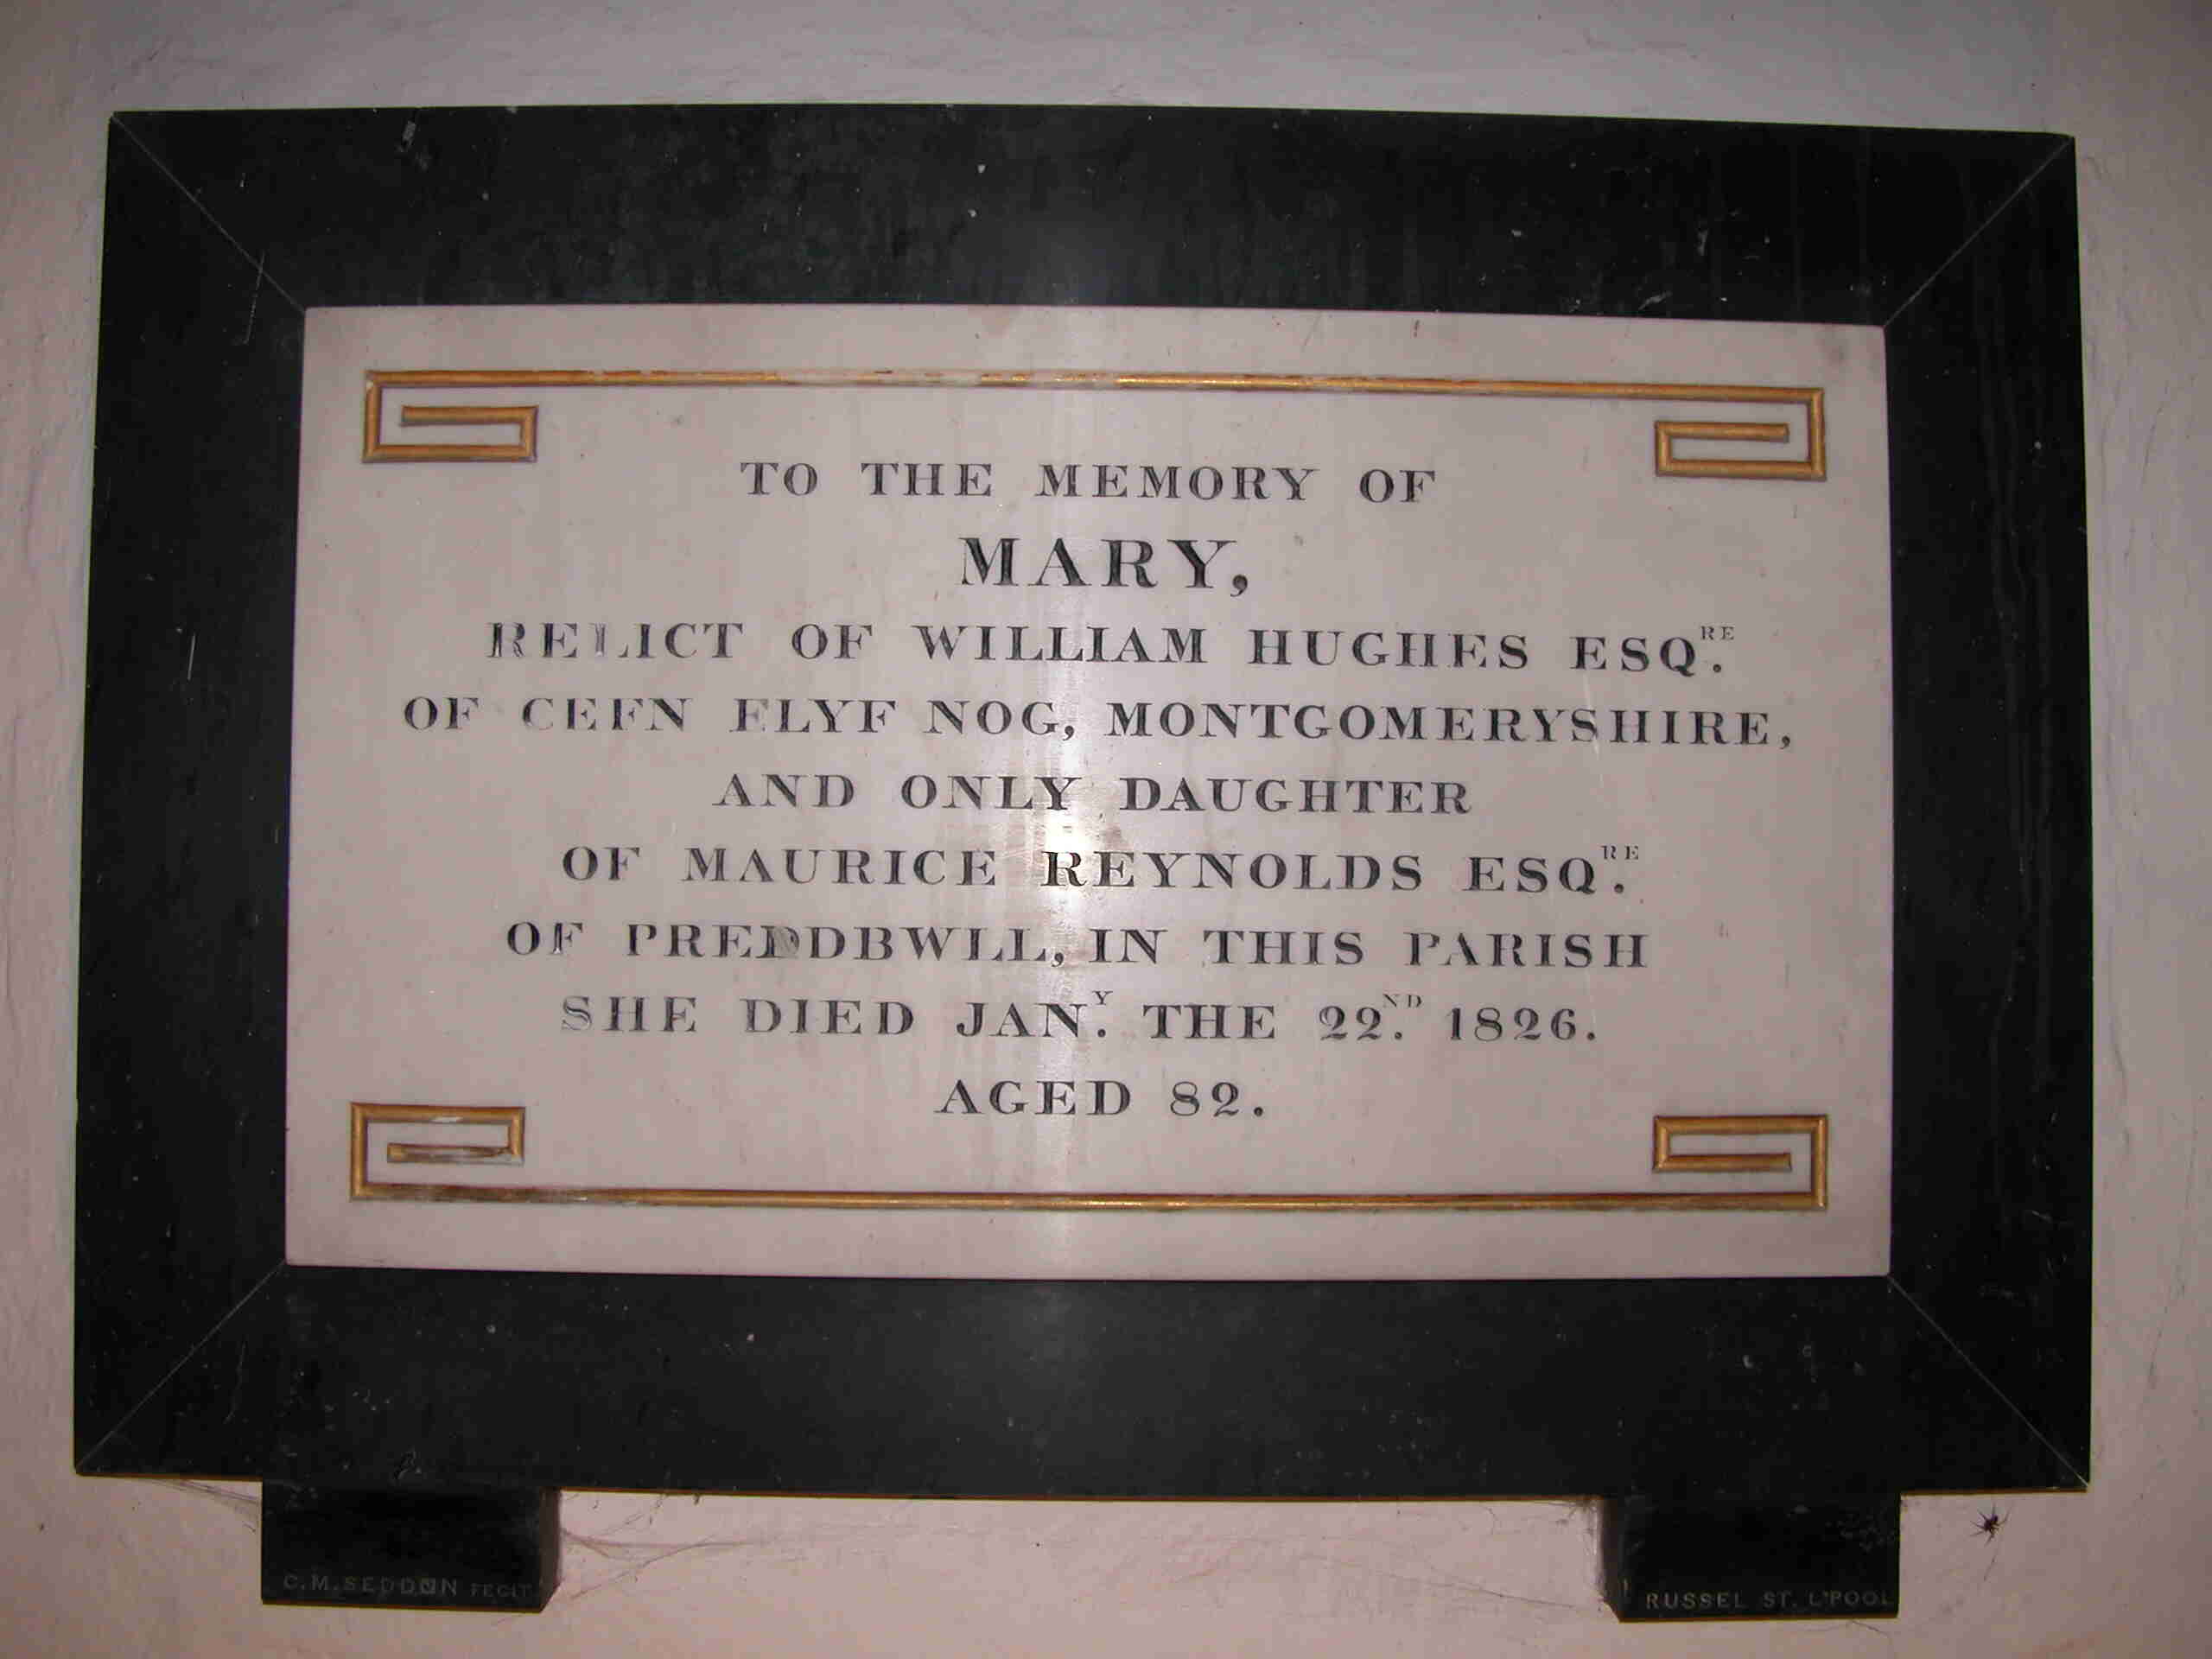 TO THE MEMORY OF
MARY,
RELICT OF WILLIAM HUGHES ESQ.RE
OF CEFN ELYF NOG, MONTGOMERYSHIRE,
AND ONLY DAUGHTER
OF MAURICE REYNOLDS ESQ.RE
OF PREDDBWLL, IN THIS PARISH
SHE DIED JAN.Y THE 22.ND 1826.
AGED 82.
C.M. SEDDON FECIT
RUSSEL ST. L'POOL